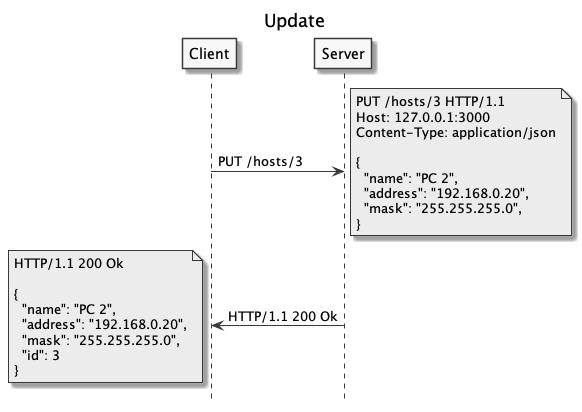 Update
Client
Server
PUT /hosts/3 HTTP/1.1
Host: 127.0.0.1:3000
Content-Type: application/json
{
"name": "PC 2",
"address": "192.168.0.20",
"mask": "255.255.255.0",
}
PUT /hosts/3
HTTP/1.1 200 Ok
{
"name": "PC 2",
"address": "192.168.0.20",
"mask": "255.255.255.0",
"id": 3
}
HTTP/1.1 200 Ok